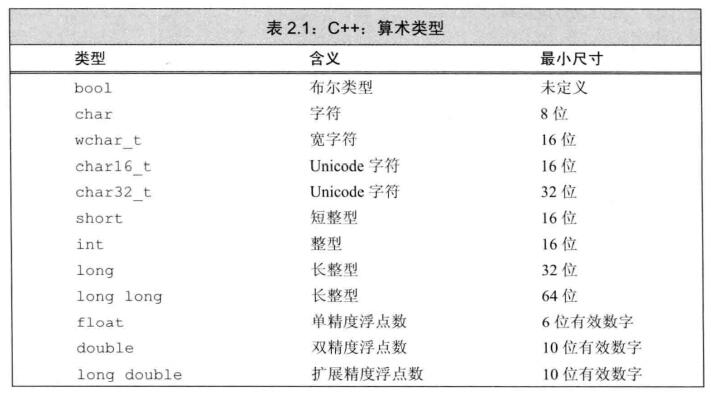 表 2.1：C++：算术类型
类型 含义 最小尺寸
bool 布尔类型 未定义
char 字符 8 位
wchar_t 宽字符 16 位
char16_t Unicode 字符 16 位
char32_t Unicode 字符 32 位
short 短整型 16 位
int 整型 16 位
long 长整型 32 位
long long 长整型 64 位
float 单精度浮点数 6 位有效数字
double 双精度浮点数 10 位有效数字
long double 扩展精度浮点数 10 位有效数字